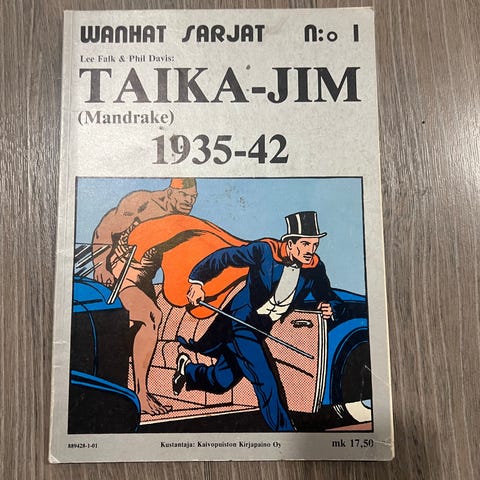 WANHAT SARJAT N:o 1
Lee Falk & Phil Davis:
TAIKA-JIM
(Mandrake)
1935-42
889428-1-01 Kustantaja: Kaivopuiston Kirjapaino Oy mk 17,50